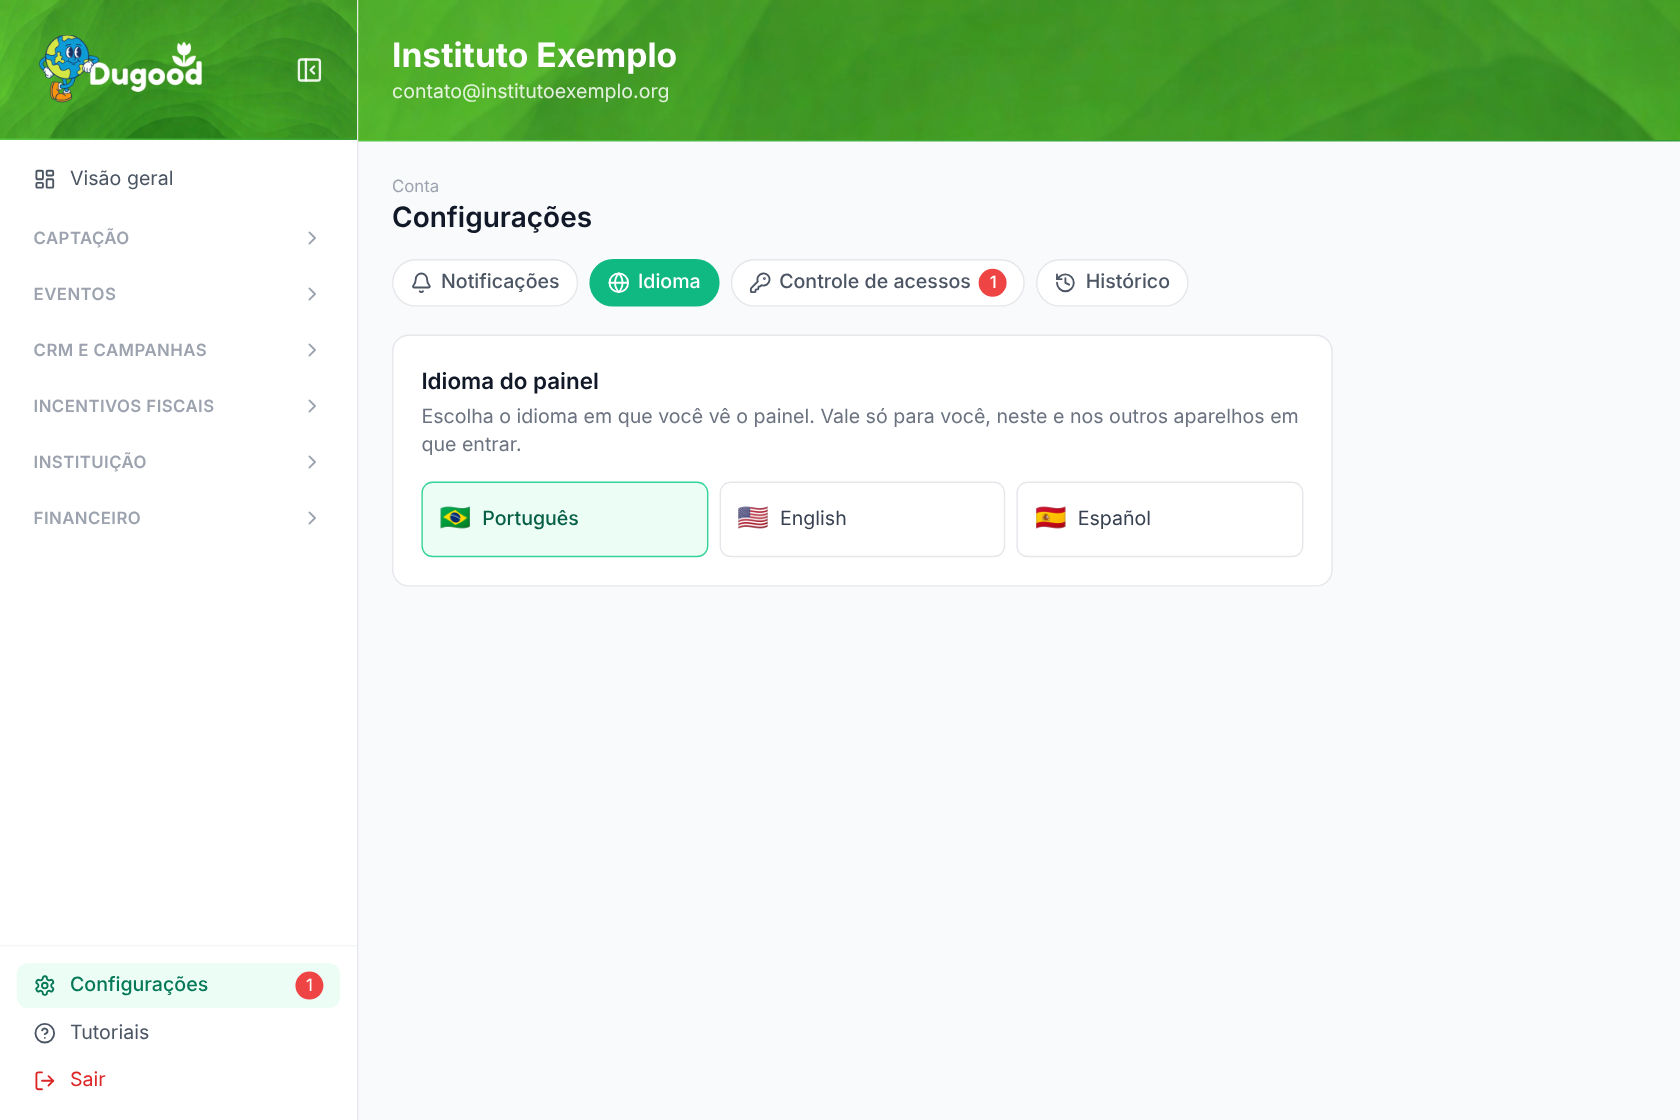 Dugood
Instituto Exemplo
contato@institutoexemplo.org
Visão geral
CAPTAÇÃO
EVENTOS
CRM E CAMPANHAS
INCENTIVOS FISCAIS
INSTITUIÇÃO
FINANCEIRO
Configurações 1
Tutoriais
Sair
Conta
Configurações
Notificações Idioma Controle de acessos 1 Histórico
Idioma do painel
Escolha o idioma em que você vê o painel. Vale só para você, neste e nos outros aparelhos em
que entrar.
Português English Español